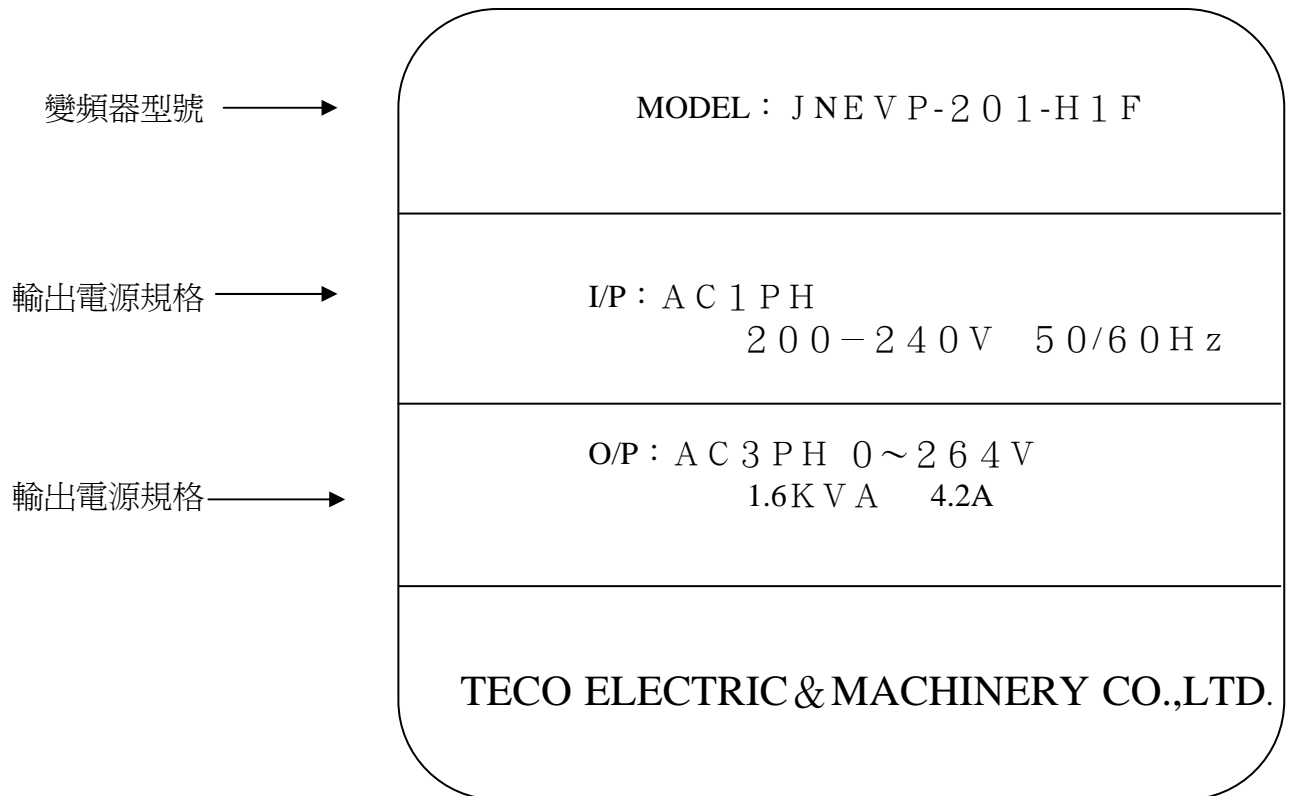 變頻器型號
MODEL：ＪNＥＶＰ-２０１-Ｈ１Ｆ
輸出電源規格
I/P：ＡＣ１ＰＨ
２００－２４０Ｖ　５０/６０Ｈｚ
輸出電源規格
O/P：ＡＣ３ＰＨ ０～２６４Ｖ
1.6KＶＡ　4.2A
TECO ELECTRIC＆MACHINERY CO.,LTD.